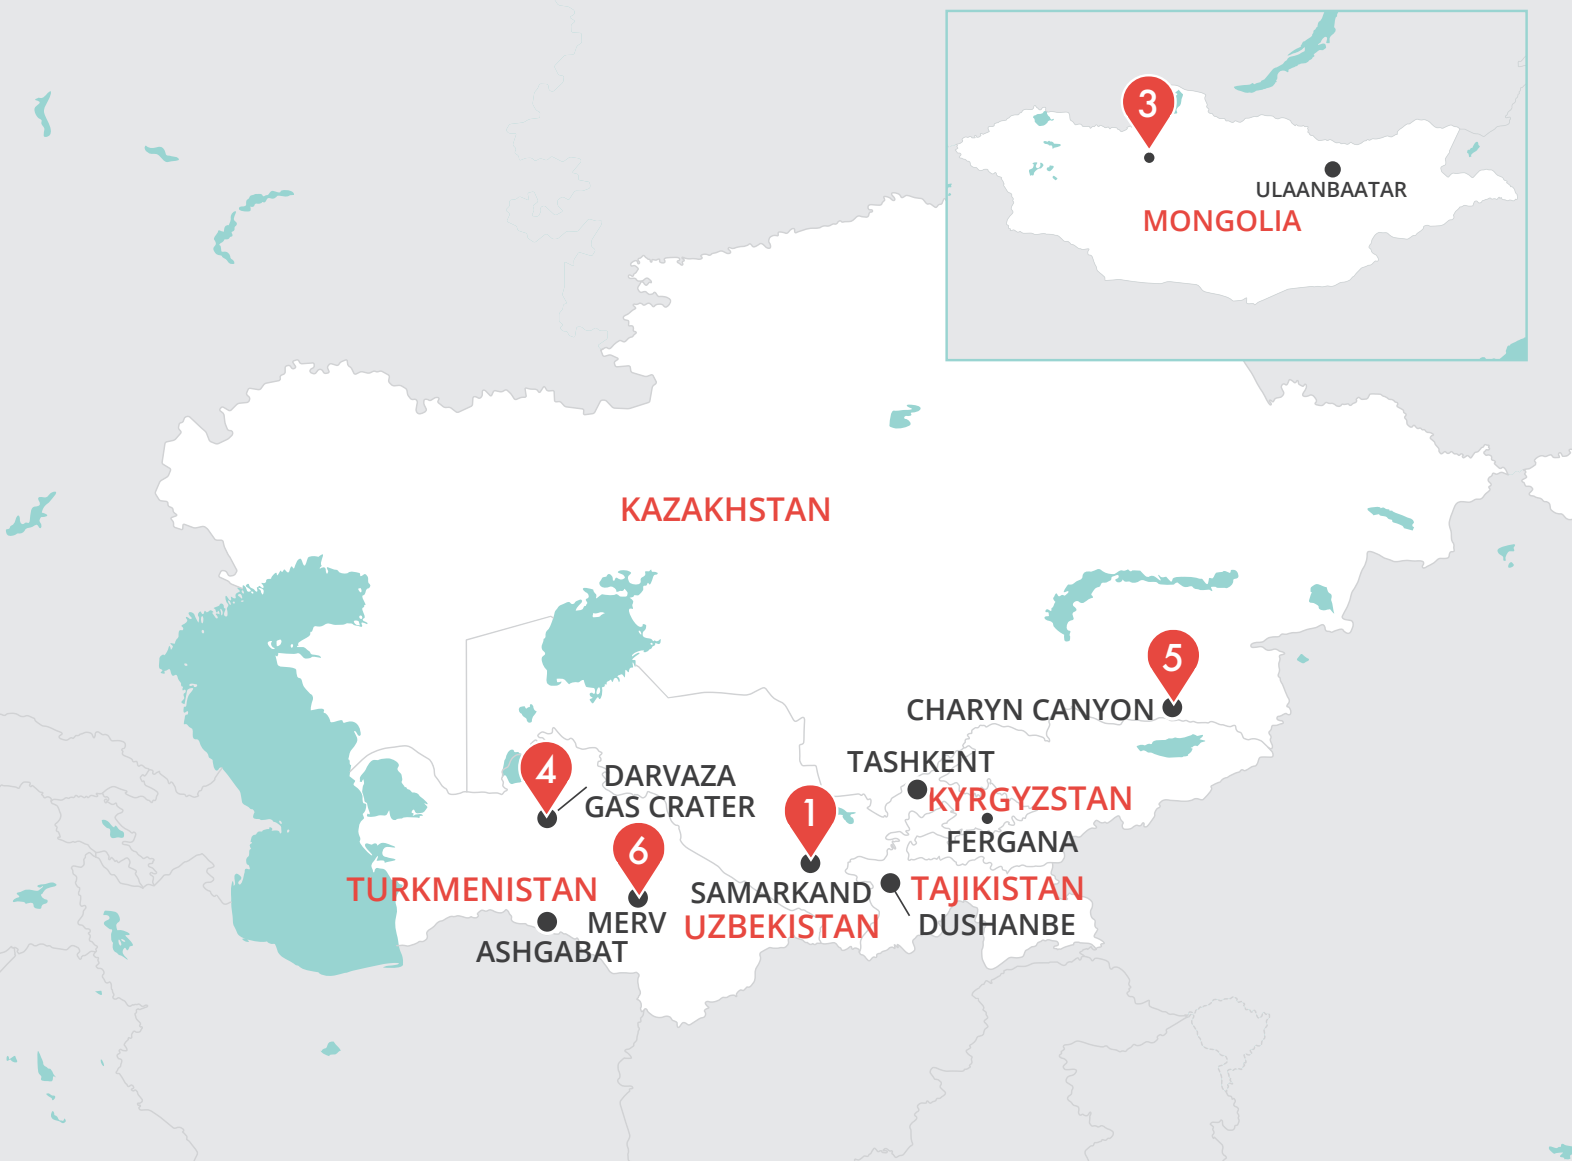 3
ULAANBAATAR
MONGOLIA
KAZAKHSTAN
5
CHARYN CANYON
TASHKENT
4
DARVAZA
GAS CRATER
KYRGYZSTAN
1
FERGANA
6
TURKMENISTAN
SAMARKAND
TAJIKISTAN
MERV
UZBEKISTAN
DUSHANBE
ASHGABAT